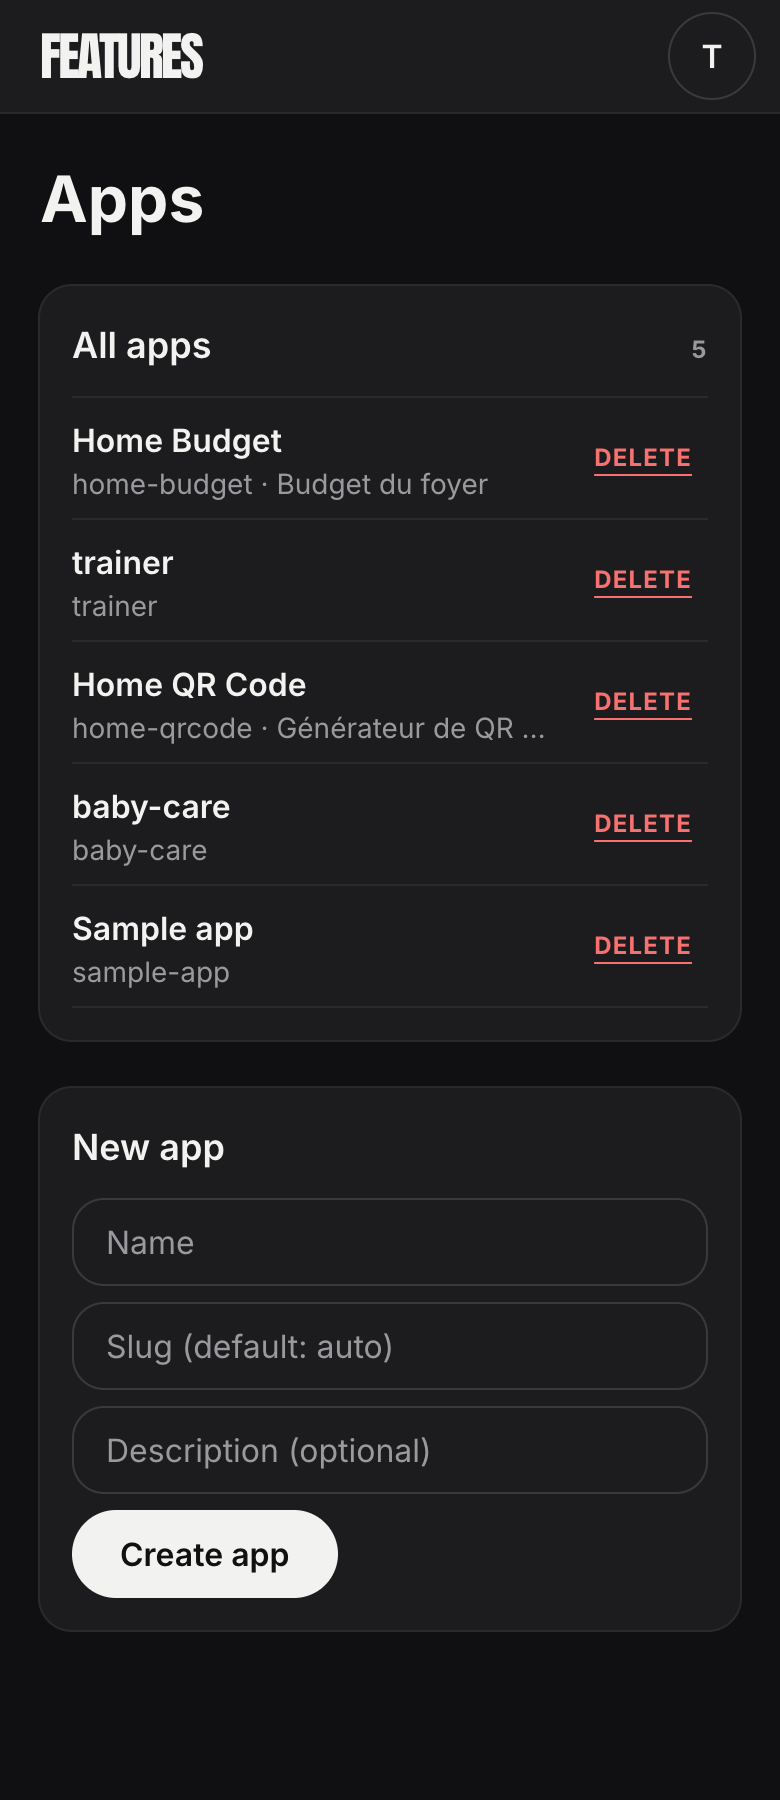 FEATURES
T
Apps
All apps
5
Home Budget
home-budget · Budget du foyer
DELETE
trainer
trainer
DELETE
Home QR Code
home-qrcode · Générateur de QR ...
DELETE
baby-care
baby-care
DELETE
Sample app
sample-app
DELETE
New app
Name
Slug (default: auto)
Description (optional)
Create app